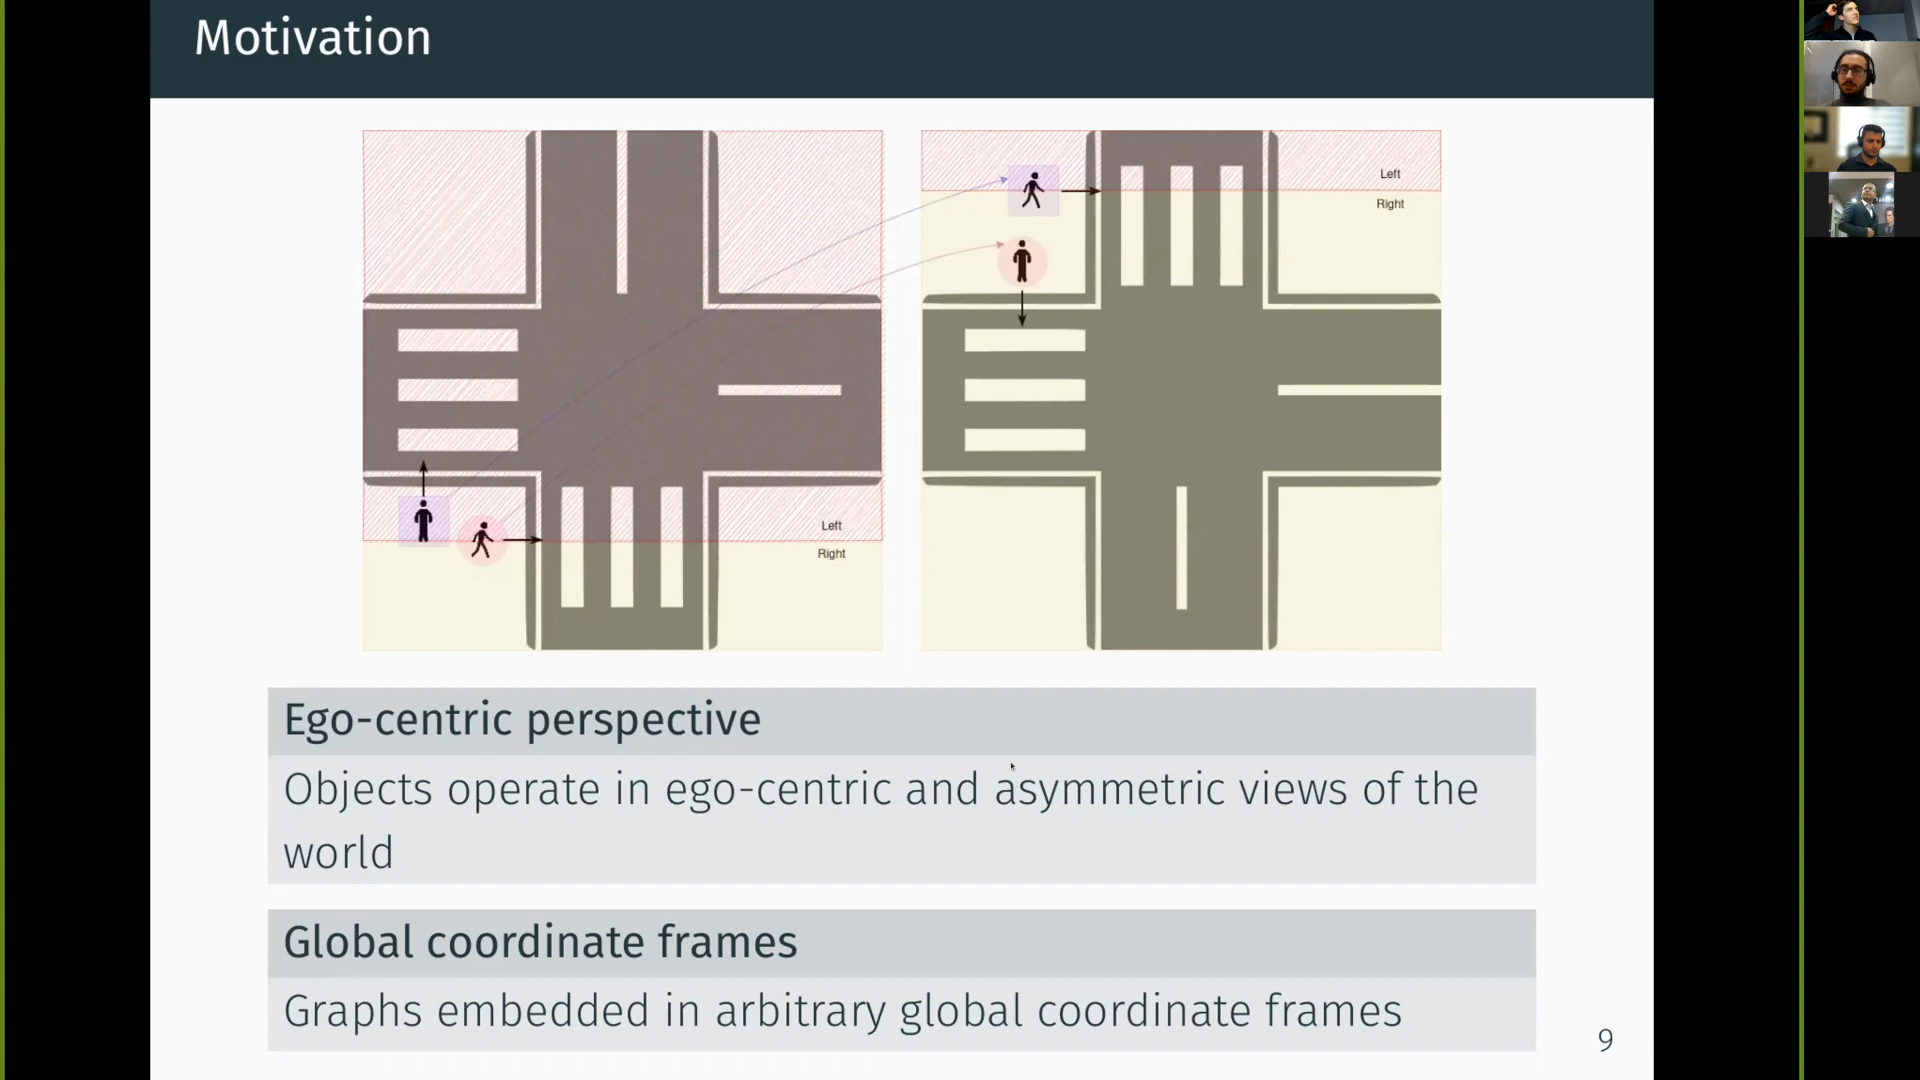 Motivation
Left
Right
Left
Right
Ego-centric perspective
Objects operate in ego-centric and asymmetric views of the
world
Global coordinate frames
Graphs embedded in arbitrary global coordinate frames
9